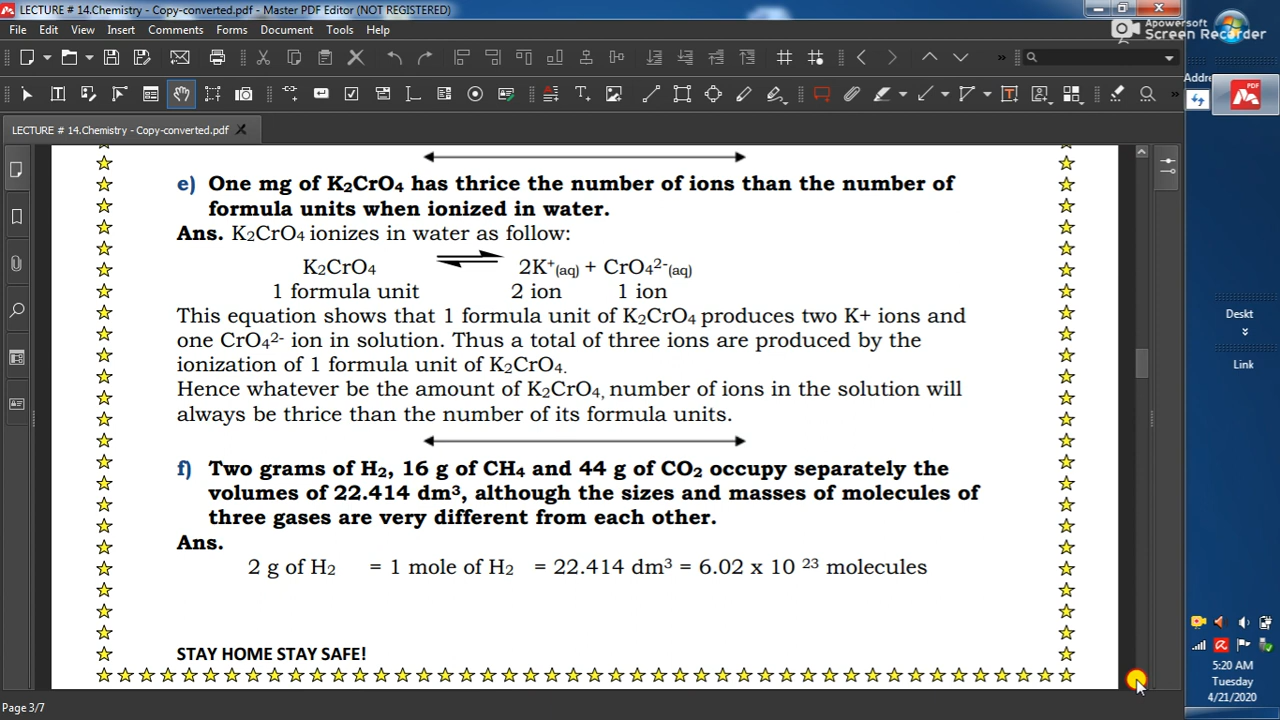 LECTURE # 14.Chemistry - Copy-converted.pdf - Master PDF Editor (NOT REGISTERED)
File Edit View Insert Comments Forms Document Tools Help
Apowersoft
Screen Recorder
LECTURE # 14.Chemistry - Copy-converted.pdf
Addre
PDF
e) One mg of K₂CrO₄ has thrice the number of ions than the number of
formula units when ionized in water.
Ans. K₂CrO₄ ionizes in water as follow:
K₂CrO₄ ⇌ 2K⁺(aq) + CrO₄²⁻(aq)
1 formula unit 2 ion 1 ion
This equation shows that 1 formula unit of K₂CrO₄ produces two K+ ions and
one CrO₄²⁻ ion in solution. Thus a total of three ions are produced by the
ionization of 1 formula unit of K₂CrO₄.
Hence whatever be the amount of K₂CrO₄, number of ions in the solution will
always be thrice than the number of its formula units.
f) Two grams of H₂, 16 g of CH₄ and 44 g of CO₂ occupy separately the
volumes of 22.414 dm³, although the sizes and masses of molecules of
three gases are very different from each other.
Ans.
2 g of H₂ = 1 mole of H₂ = 22.414 dm³ = 6.02 x 10 ²³ molecules
STAY HOME STAY SAFE!
Deskt
Link
5:20 AM
Tuesday
4/21/2020
Page 3/7